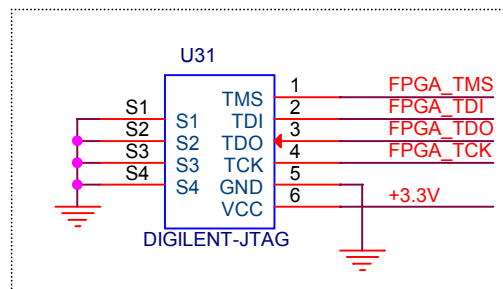 U31
S1 S1 TMS 1 FPGA_TMS
S2 S2 TDI 2 FPGA_TDI
S3 S3 TDO 3 FPGA_TDO
S4 S4 TCK 4 FPGA_TCK
GND 5
VCC 6 +3.3V
DIGILENT-JTAG